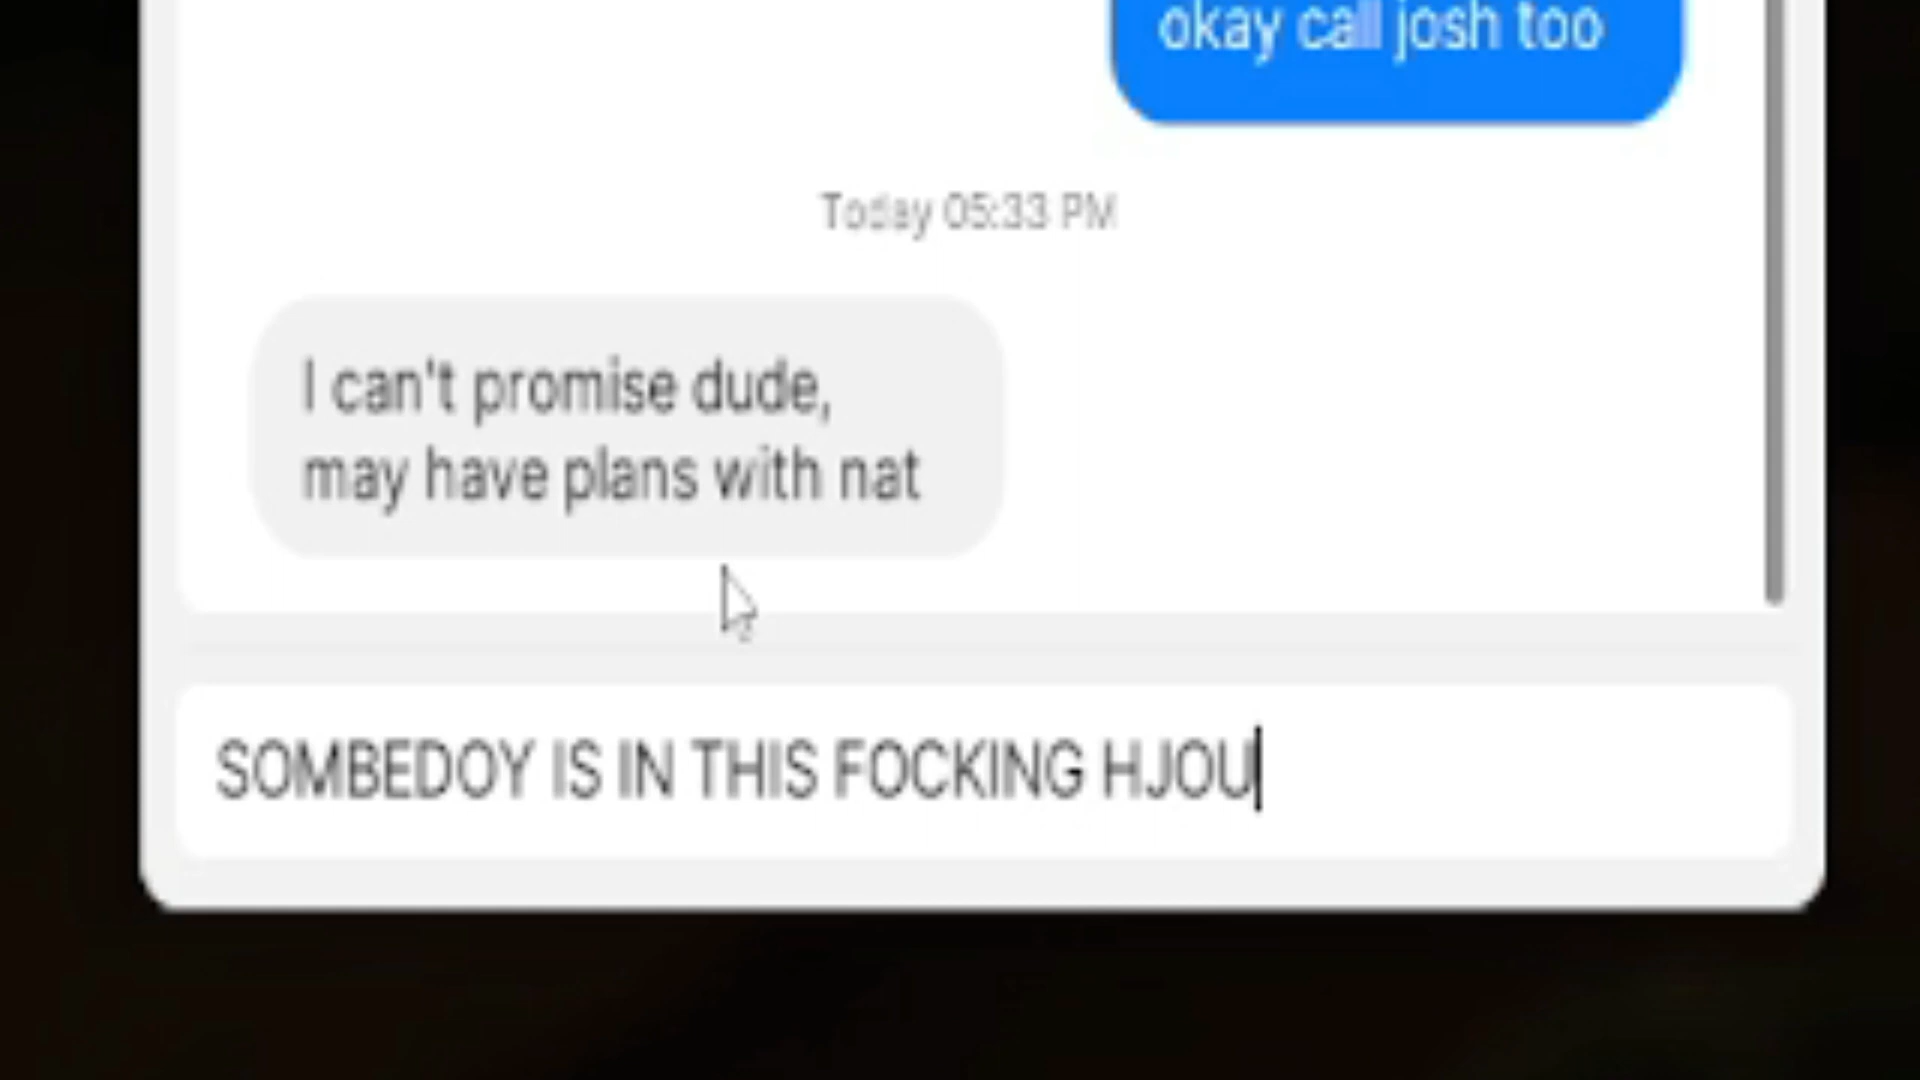 okay call josh too
Today 05:33 PM
I can't promise dude,
may have plans with nat
SOMBEDOY IS IN THIS FOCKING HJOU